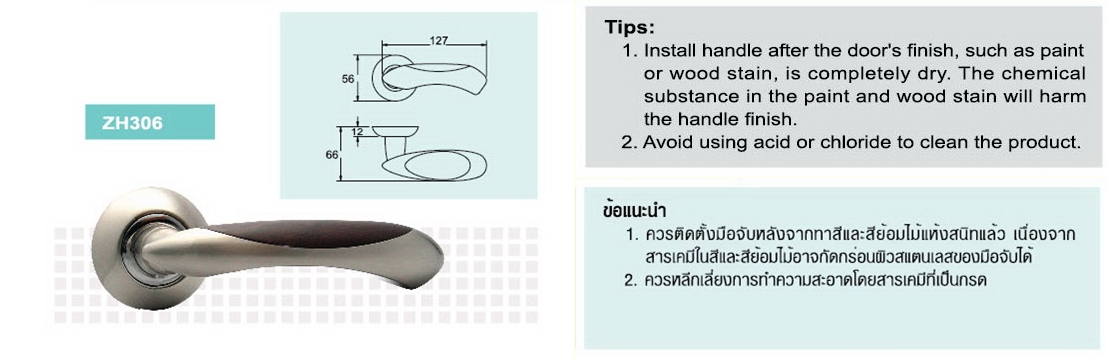 ZH306
127
56
12
66
Tips:
1. Install handle after the door's finish, such as paint
or wood stain, is completely dry. The chemical
substance in the paint and wood stain will harm
the handle finish.
2. Avoid using acid or chloride to clean the product.
ข้อแนะนำ
1. ควรติดตั้งมือจับหลังจากทาสีและสีย้อมไม้แห้งสนิทแล้ว เนื่องจาก
สารเคมีในสีและสีย้อมไม้อาจกัดกร่อนผิวสแตนเลสของมือจับได้
2. ควรหลีกเลี่ยงการทำความสะอาดโดยสารเคมีที่เป็นกรด